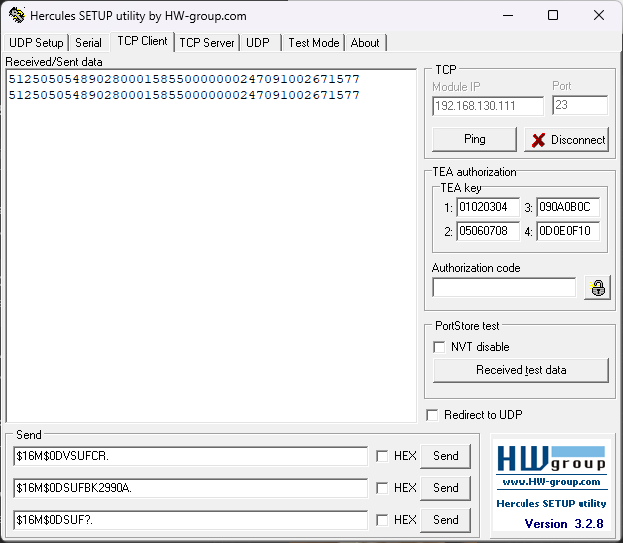 Hercules SETUP utility by HW-group.com
UDP Setup Serial TCP Client TCP Server UDP Test Mode About
Received/Sent data
5125050548902800015855000000024709100267​1577
51250505489028000158550000000247091002671577
TCP
Module IP Port
192.168.130.111 23
Ping Disconnect
TEA authorization
TEA key
1: 01020304 3: 090A0B0C
2: 05060708 4: 0D0E0F10
Authorization code
PortStore test
NVT disable
Received test data
Redirect to UDP
Send
$16M$0DVSUFCR. HEX Send
$16M$0DSUFBK2990A. HEX Send
$16M$0DSUF?. HEX Send
HWgroup
www.HW-group.com
Hercules SETUP utility
Version 3.2.8